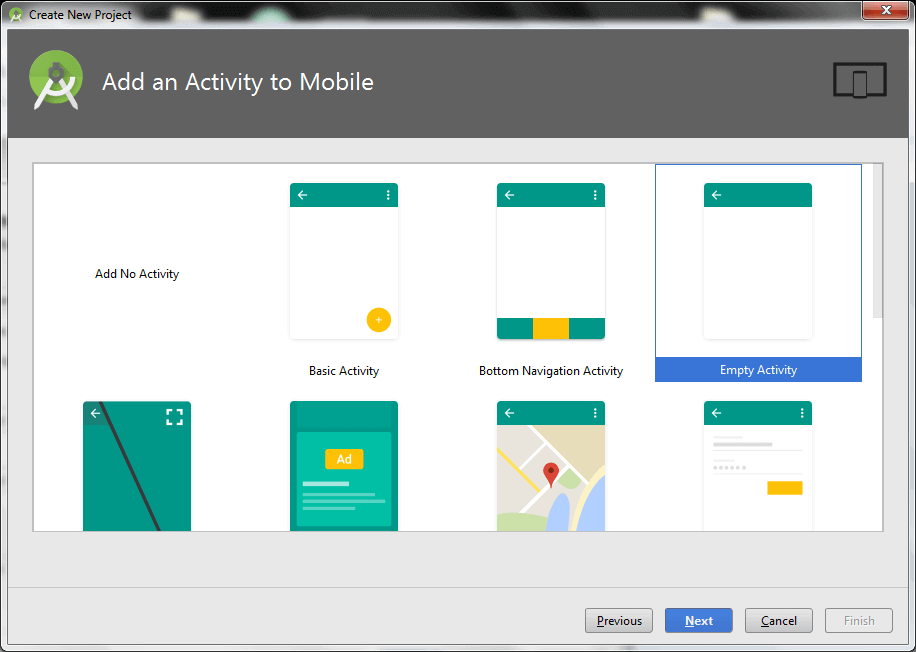 Create New Project
Add an Activity to Mobile
Add No Activity
Basic Activity
Bottom Navigation Activity
Empty Activity
Ad
Previous
Next
Cancel
Finish